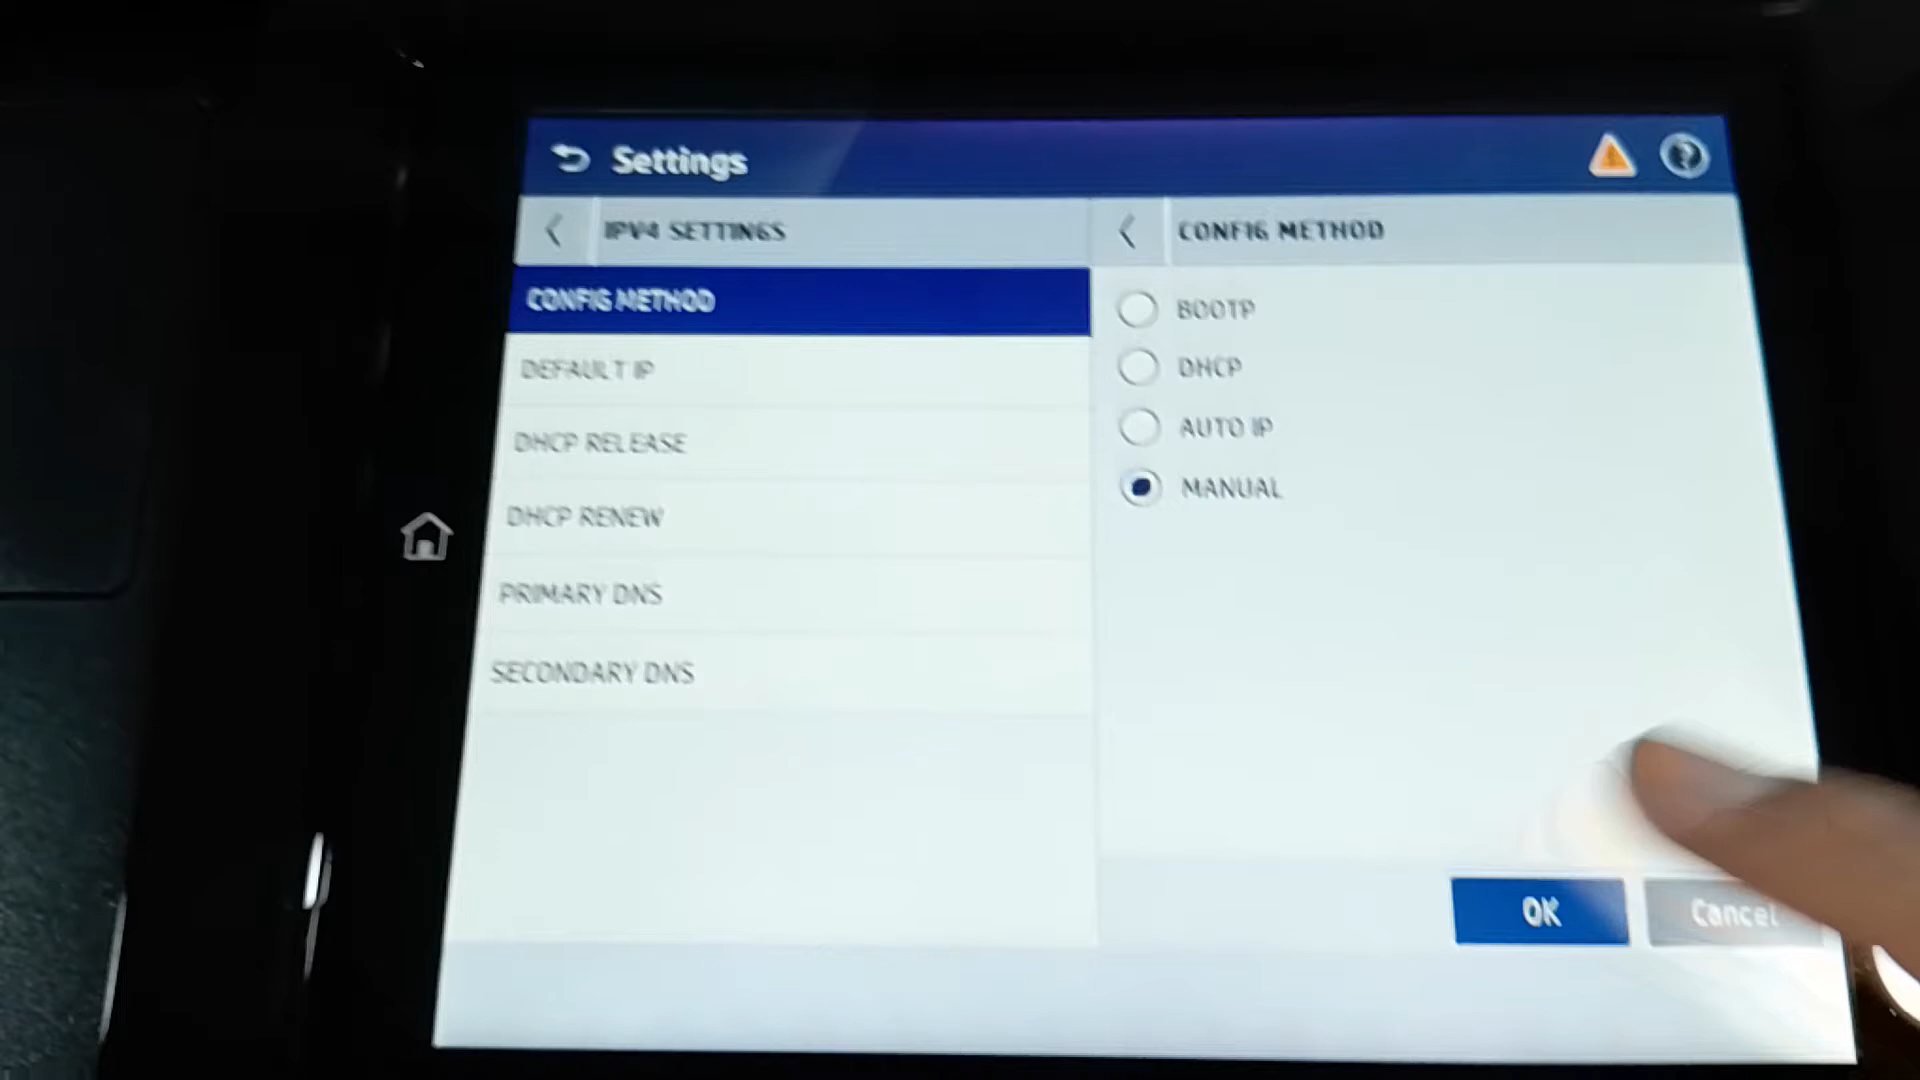 Settings
IPV4 SETTINGS
CONFIG METHOD
DEFAULT IP
DHCP RELEASE
DHCP RENEW
PRIMARY DNS
SECONDARY DNS
CONFIG METHOD
BOOTP
DHCP
AUTO IP
MANUAL
OK
Cancel